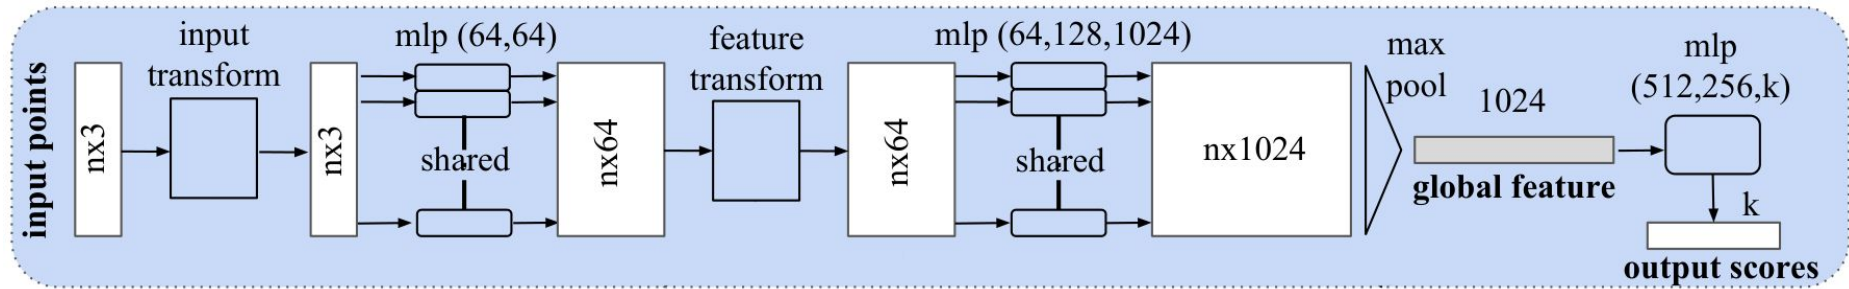 input points
nx3
input
transform
nx3
mlp (64,64)
shared
nx64
feature
transform
nx64
mlp (64,128,1024)
shared
nx1024
max
pool
1024
global feature
mlp
(512,256,k)
k
output scores